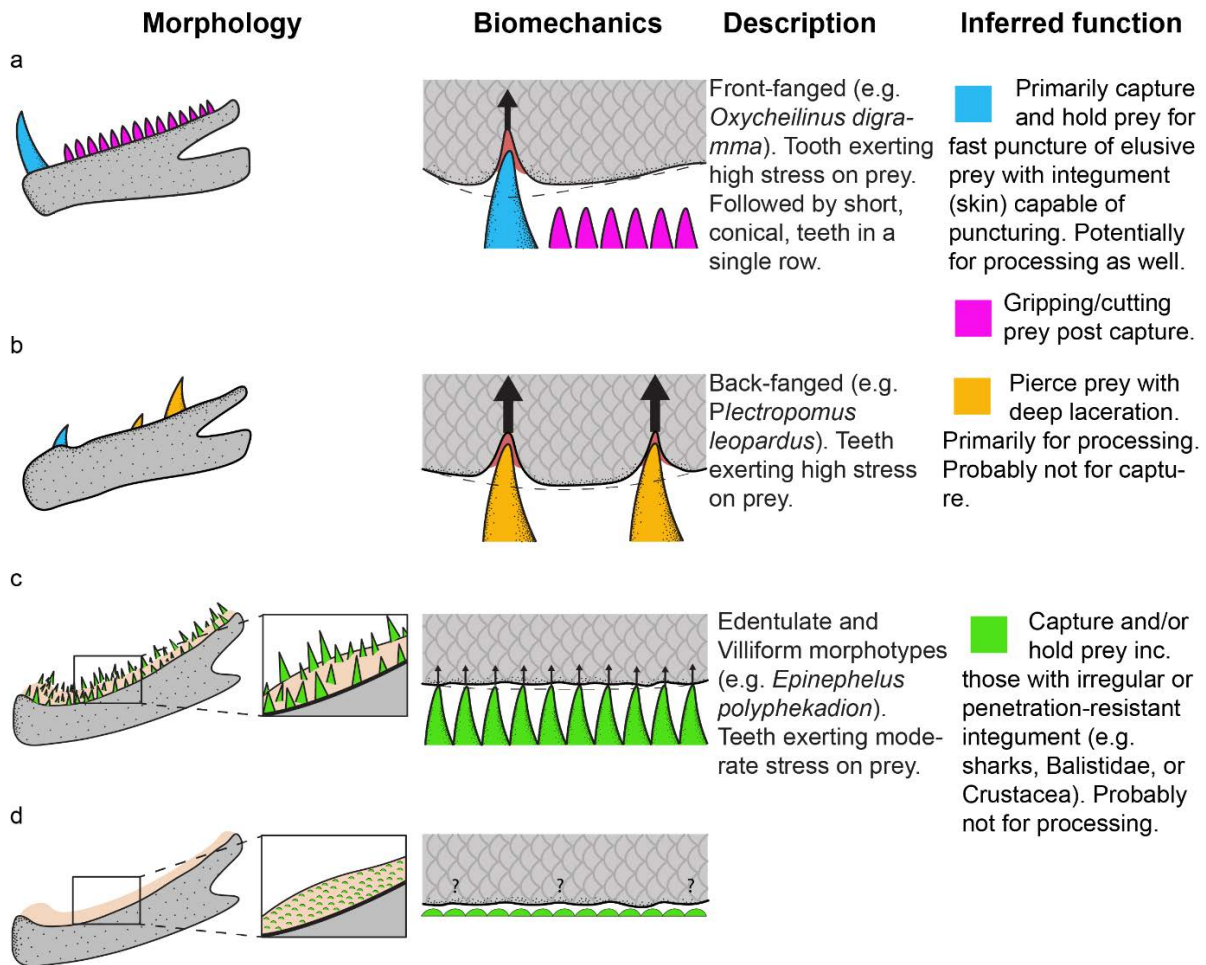 Morphology Biomechanics Description Inferred function
a
Front-fanged (e.g.
Oxycheilinus digra-
mma). Tooth exerting
high stress on prey.
Followed by short,
conical, teeth in a
single row.
Primarily capture
and hold prey for
fast puncture of elusive
prey with integument
(skin) capable of
puncturing. Potentially
for processing as well.
Gripping/cutting
prey post capture.
b
Back-fanged (e.g.
Plectropomus
leopardus). Teeth
exerting high stress
on prey.
Pierce prey with
deep laceration.
Primarily for processing.
Probably not for captu-
re.
c
Edentulate and
Villiform morphotypes
(e.g. Epinephelus
polyphekadion).
Teeth exerting mode-
rate stress on prey.
Capture and/or
hold prey inc.
those with irregular or
penetration-resistant
integument (e.g.
sharks, Balistidae, or
Crustacea). Probably
not for processing.
d
? ? ?